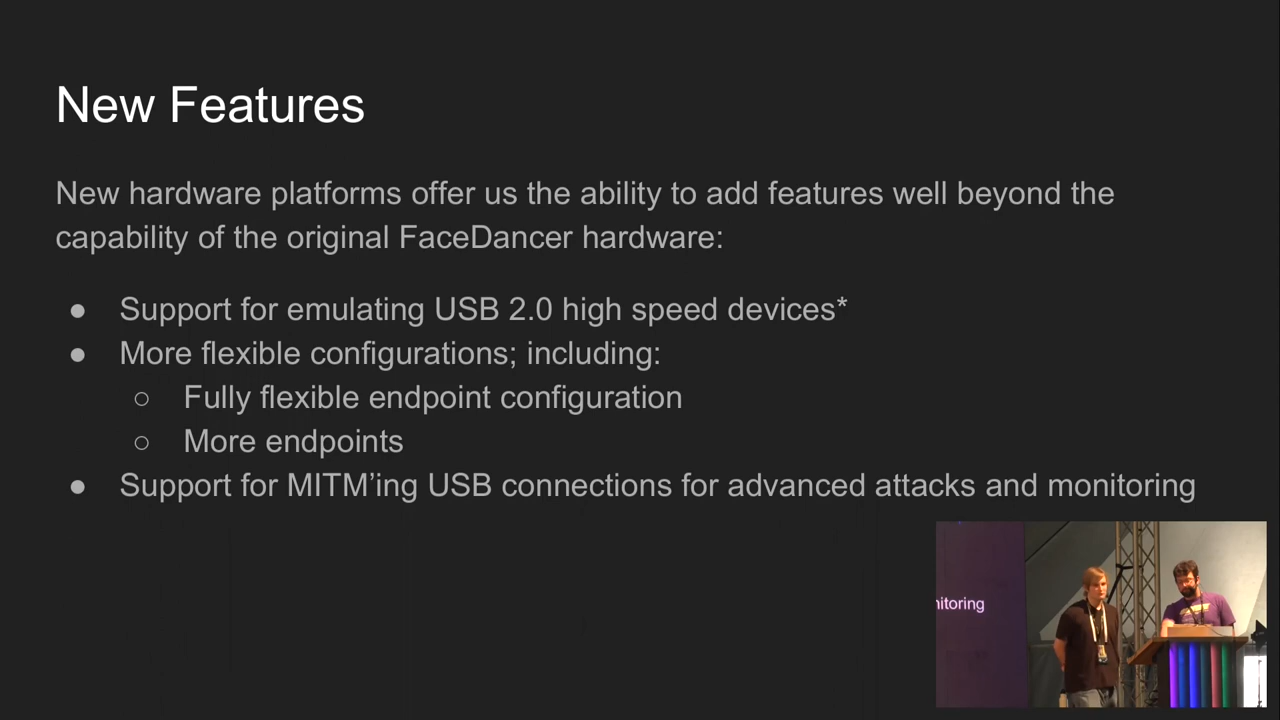 New Features
New hardware platforms offer us the ability to add features well beyond the
capability of the original FaceDancer hardware:
● Support for emulating USB 2.0 high speed devices*
● More flexible configurations; including:
○ Fully flexible endpoint configuration
○ More endpoints
● Support for MITM’ing USB connections for advanced attacks and monitoring
nitoring